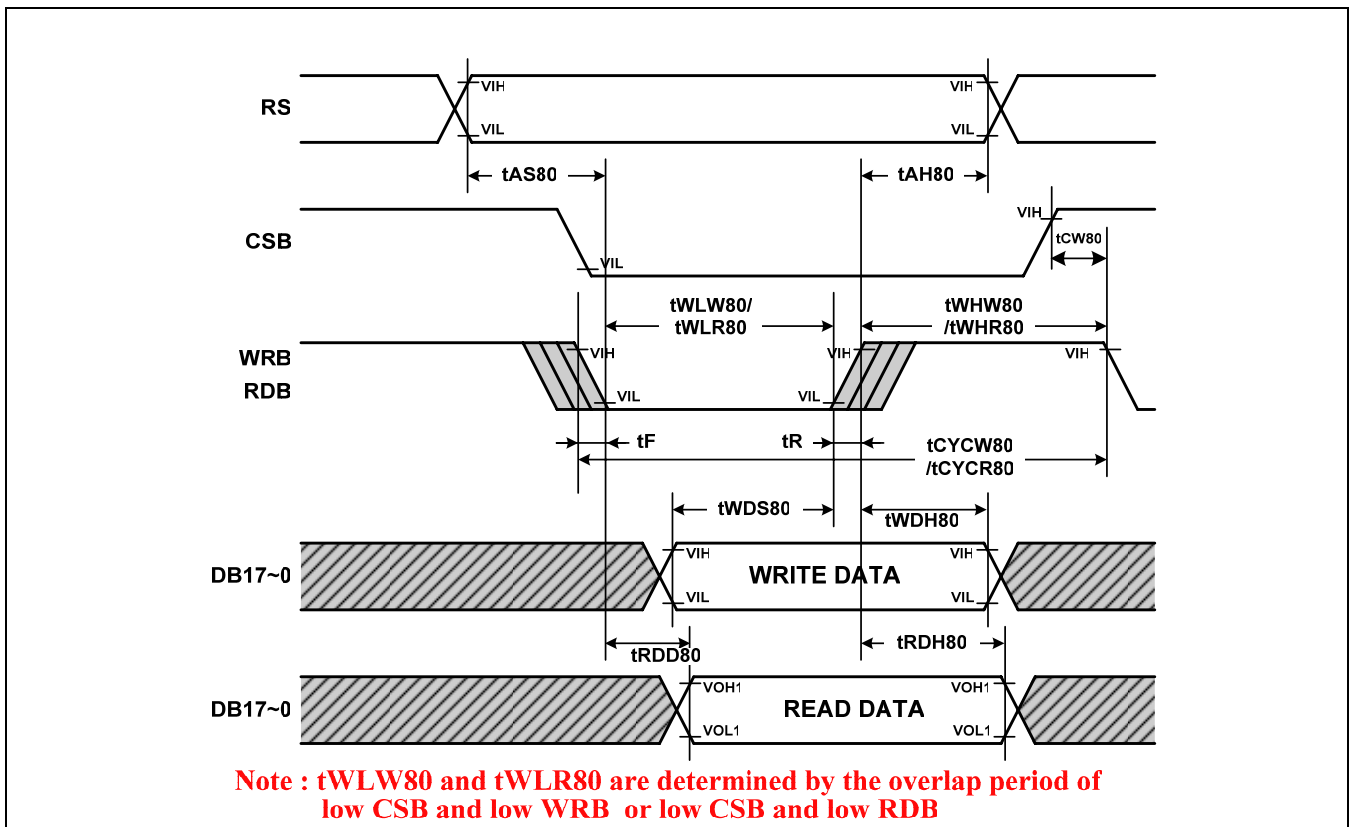 RS
VIH
VIH
VIL
VIL
tAS80
tAH80
CSB
VIH
VIL
tCW80
tWLW80/
tWLR80
tWHW80
/tWHR80
WRB
RDB
VIH
VIH
VIH
VIL
VIL
tF
tR
tCYCW80
/tCYCR80
tWDS80
tWDH80
DB17~0
VIH
WRITE DATA
VIH
VIL
VIL
tRDD80
tRDH80
DB17~0
VOH1
READ DATA
VOH1
VOL1
VOL1
Note : tWLW80 and tWLR80 are determined by the overlap period of
low CSB and low WRB or low CSB and low RDB